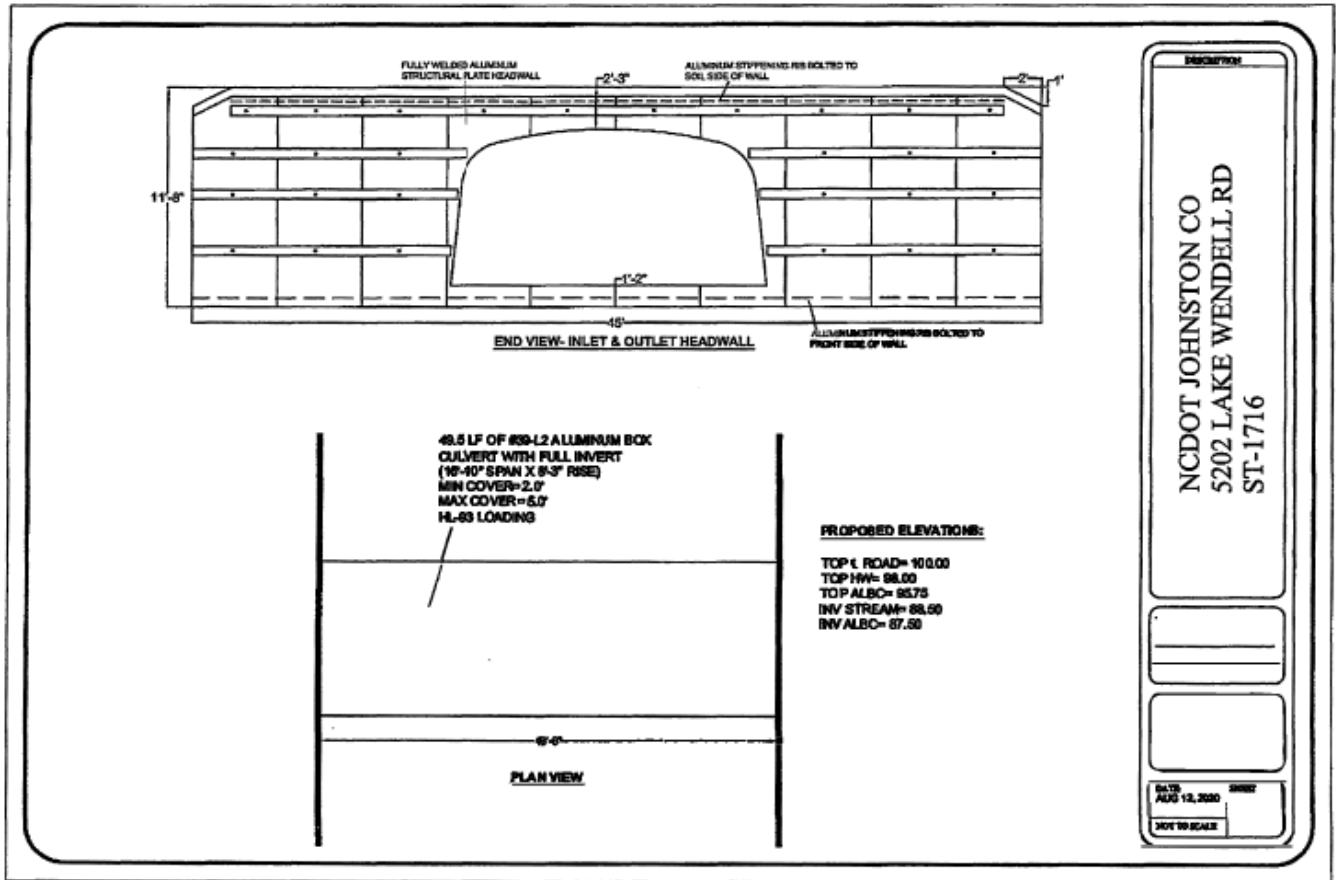 FULLY WELDED ALUMINUM
STRUCTURAL PLATE HEADWALL
2'-3"
ALUMINUM STIFFENING RIB BOLTED TO
SOIL SIDE OF WALL
2'
1'
11'-8"
1'-2"
45'
END VIEW- INLET & OUTLET HEADWALL
ALUMINUM STIFFENING RIB BOLTED TO
FRONT SIDE OF WALL
49.5 LF OF #39-L2 ALUMINUM BOX
CULVERT WITH FULL INVERT
(16'-10" SPAN X 8'-3" RISE)
MIN COVER= 2.0'
MAX COVER= 5.0'
HL-93 LOADING
PLAN VIEW
PROPOSED ELEVATIONS:
TOP ℄ ROAD= 100.00
TOP HW= 98.00
TOP ALBC= 95.75
INV STREAM= 88.50
INV ALBC= 87.50
DESCRIPTION
NCDOT JOHNSTON CO
5202 LAKE WENDELL RD
ST-1716
DATE
SHEET
AUG 12, 2020
NOT TO SCALE